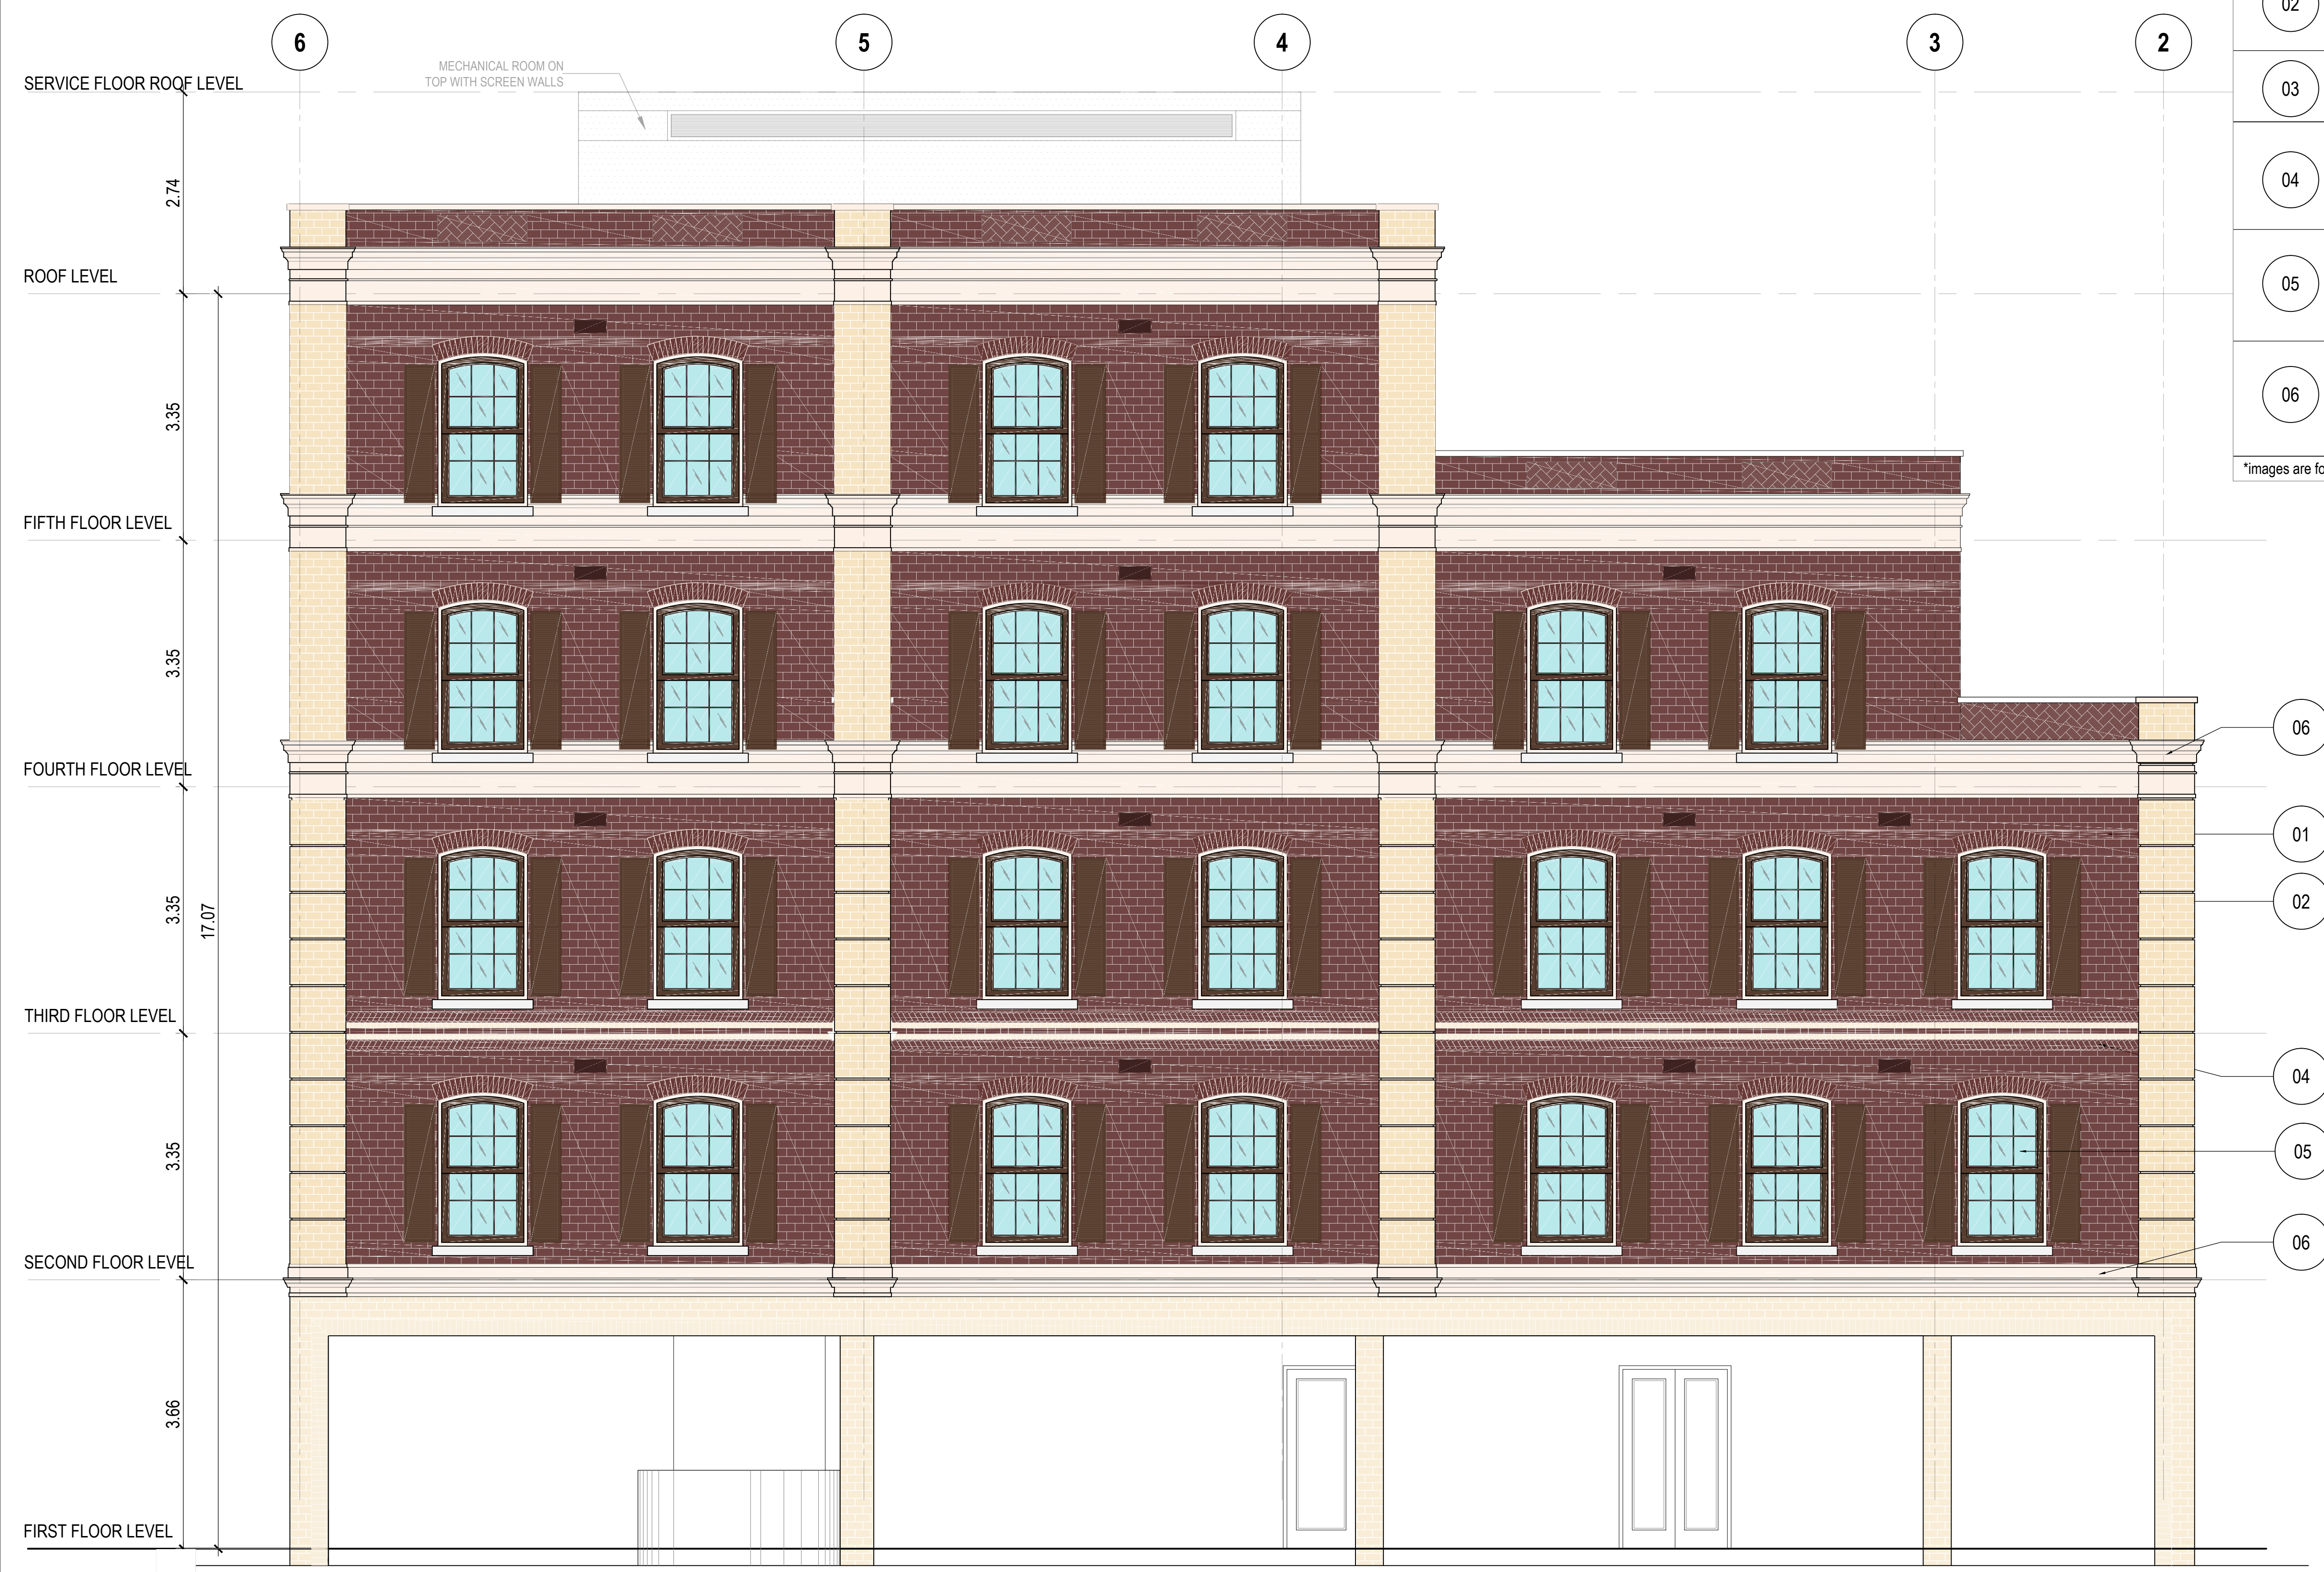 6
5
4
3
2
02
03
04
05
06
*images are fo
MECHANICAL ROOM ON
TOP WITH SCREEN WALLS
SERVICE FLOOR ROOF LEVEL
2.74
ROOF LEVEL
3.35
FIFTH FLOOR LEVEL
3.35
FOURTH FLOOR LEVEL
3.35
17.07
THIRD FLOOR LEVEL
3.35
SECOND FLOOR LEVEL
3.66
FIRST FLOOR LEVEL
06
01
02
04
05
06